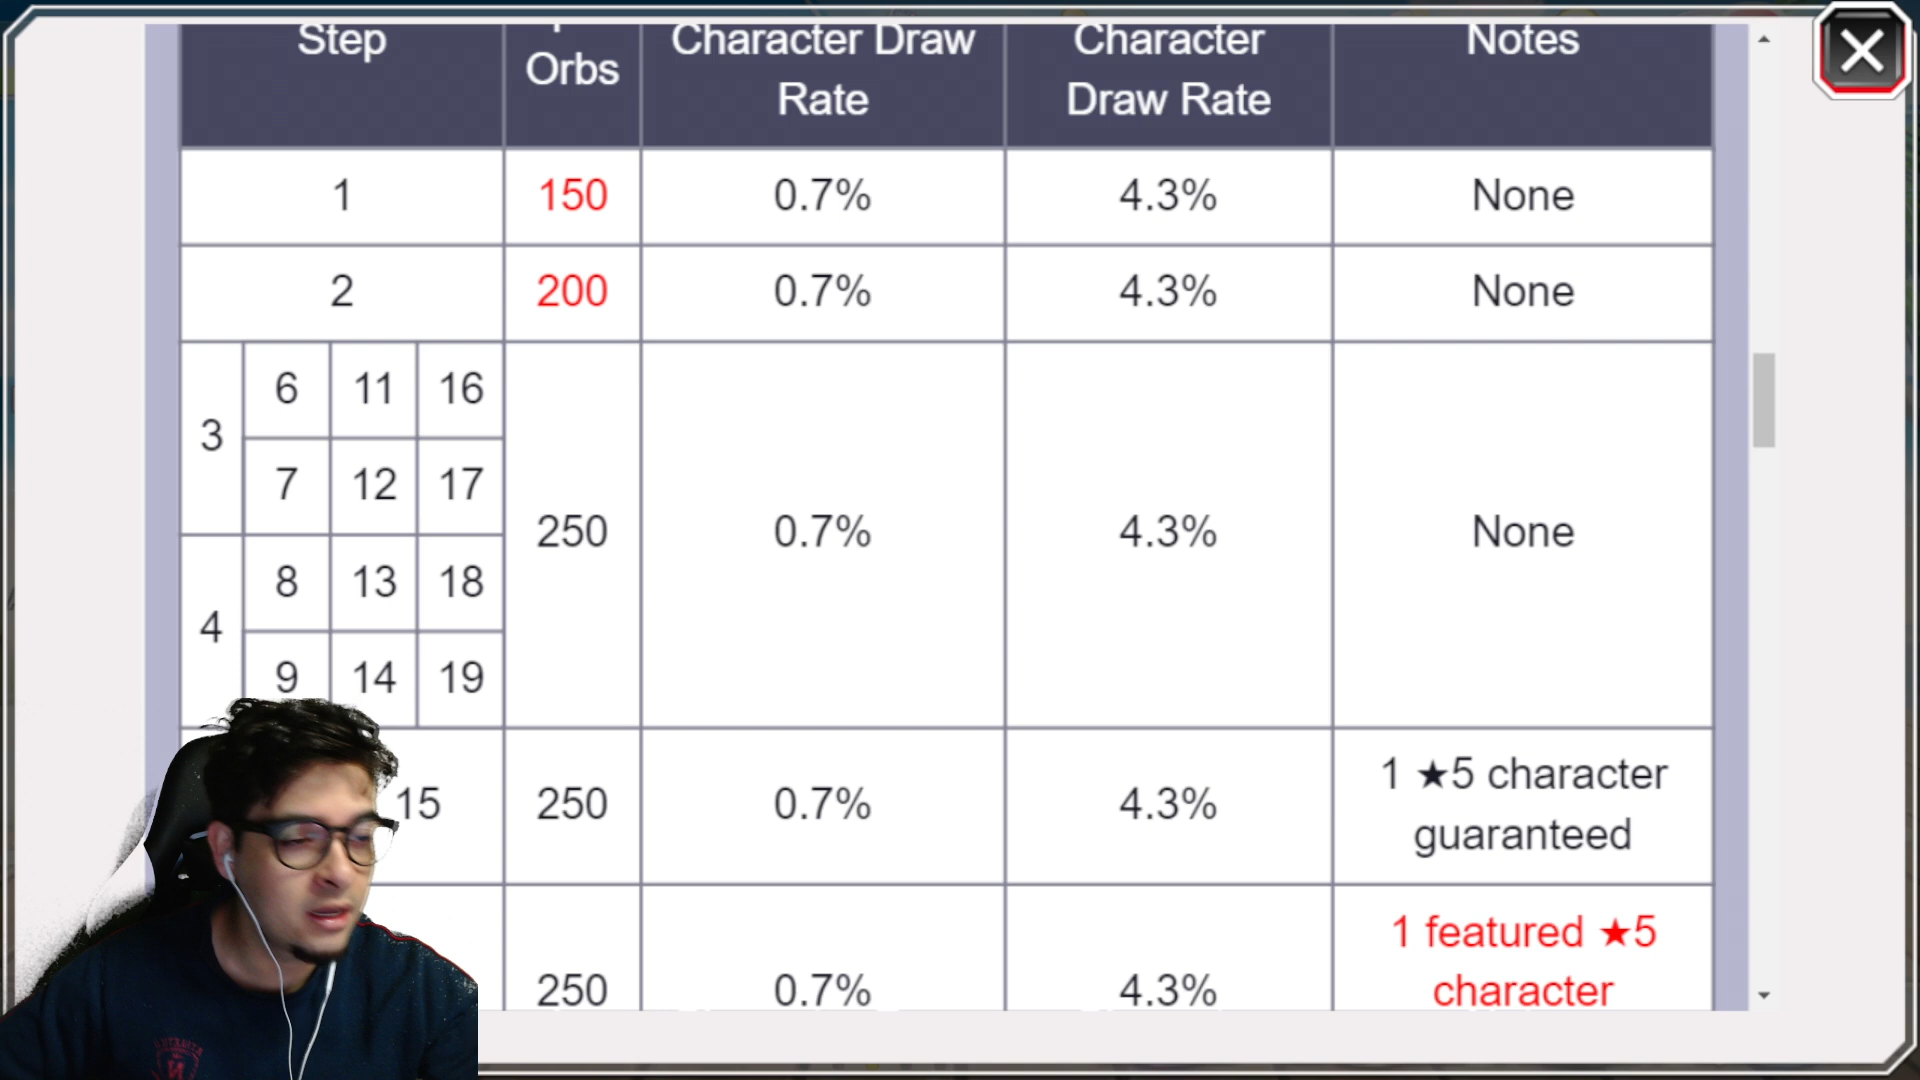 Step
Orbs
Character Draw
Rate
Character
Draw Rate
Notes
1
150
0.7%
4.3%
None
2
200
0.7%
4.3%
None
3
6
11
16
7
12
17
4
8
13
18
9
14
19
250
0.7%
4.3%
None
15
250
0.7%
4.3%
1 ★5 character
guaranteed
250
0.7%
4.3%
1 featured ★5
character